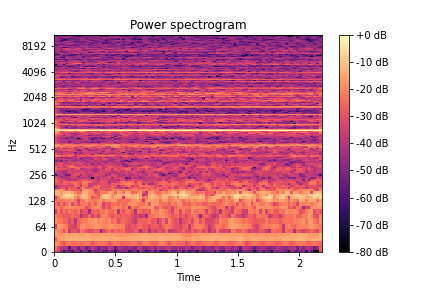 Power spectrogram
8192
4096
2048
1024
512
256
128
64
0
Hz
0
0.5
1
1.5
2
Time
+0 dB
-10 dB
-20 dB
-30 dB
-40 dB
-50 dB
-60 dB
-70 dB
-80 dB